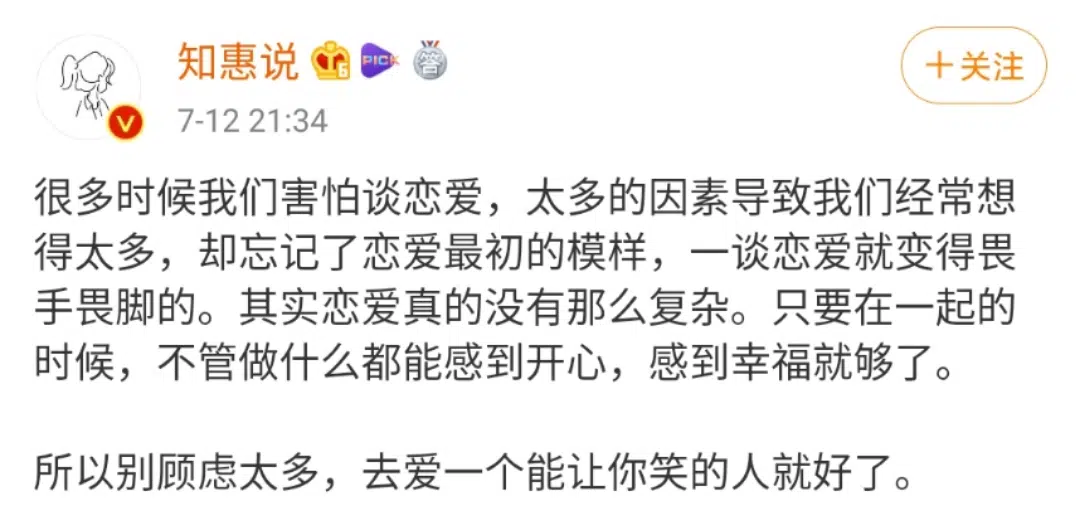 知惠说 6 PICK 答
+关注
V
7-12 21:34
很多时候我们害怕谈恋爱，太多的因素导致我们经常想
得太多，却忘记了恋爱最初的模样，一谈恋爱就变得畏
手畏脚的。其实恋爱真的没有那么复杂。只要在一起的
时候，不管做什么都能感到开心，感到幸福就够了。
所以别顾虑太多，去爱一个能让你笑的人就好了。